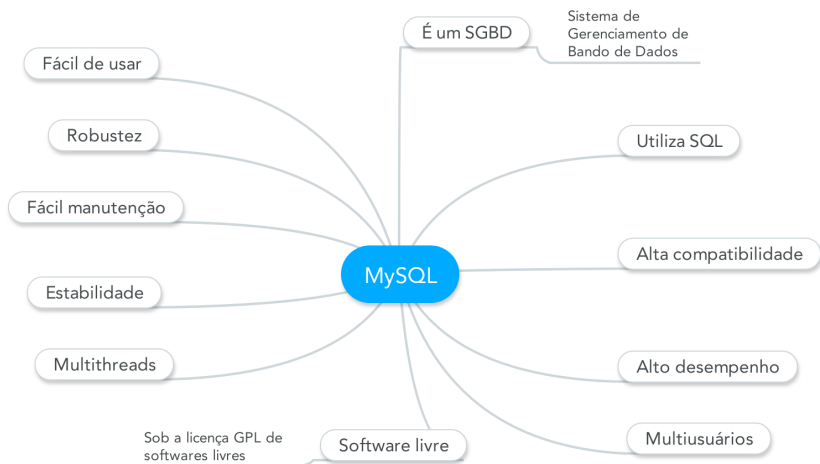 É um SGBD
Sistema de
Gerenciamento de
Bando de Dados
Fácil de usar
Robustez
Utiliza SQL
Fácil manutenção
Alta compatibilidade
MySQL
Estabilidade
Multithreads
Alto desempenho
Sob a licença GPL de
softwares livres
Software livre
Multiusuários